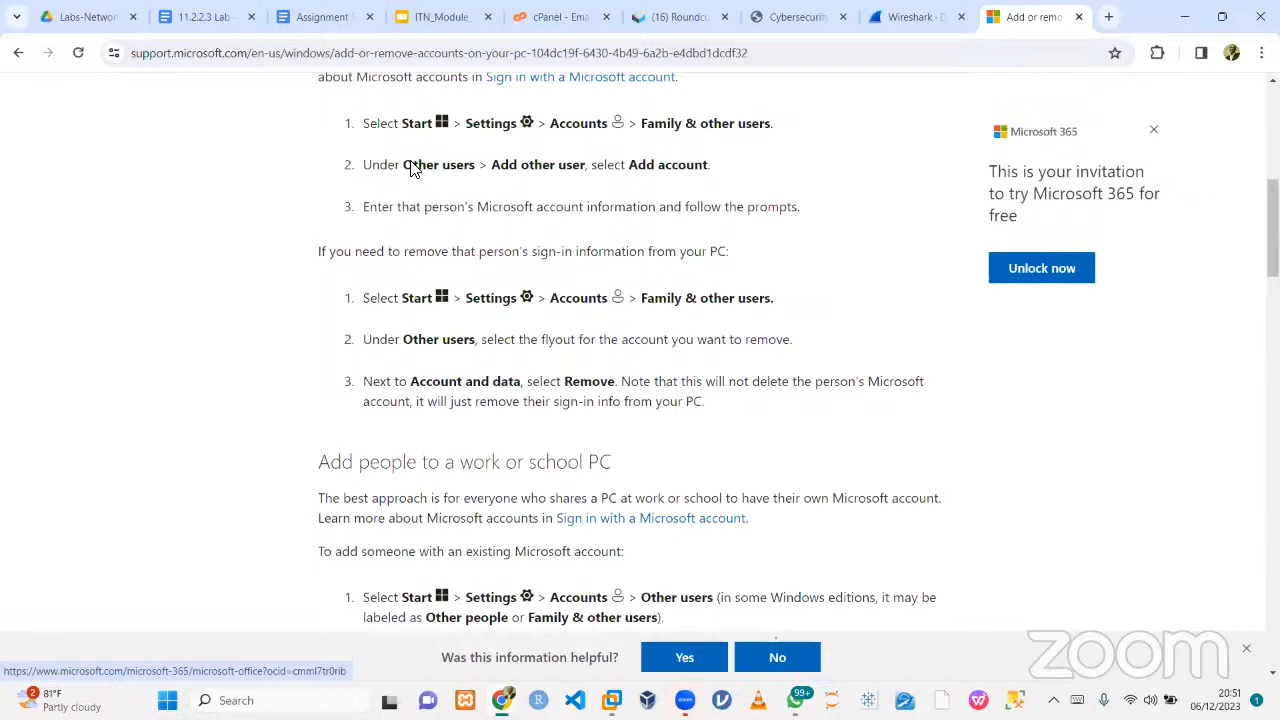 Labs-Networ
11.2.3.3 Lab -
Assignment S
ITN_Module_
cPanel - Ema
(16) Roundc
Cybersecurity
Wireshark · D
Add or remo
support.microsoft.com/en-us/windows/add-or-remove-accounts-on-your-pc-104dc19f-6430-4b49-6a2b-e4dbd1dcdf32
about Microsoft accounts in Sign in with a Microsoft account.
1. Select Start > Settings > Accounts > Family & other users.
2. Under Other users > Add other user, select Add account.
3. Enter that person's Microsoft account information and follow the prompts.
If you need to remove that person's sign-in information from your PC:
1. Select Start > Settings > Accounts > Family & other users.
2. Under Other users, select the flyout for the account you want to remove.
3. Next to Account and data, select Remove. Note that this will not delete the person's Microsoft
account, it will just remove their sign-in info from your PC.
Add people to a work or school PC
The best approach is for everyone who shares a PC at work or school to have their own Microsoft account.
Learn more about Microsoft accounts in Sign in with a Microsoft account.
To add someone with an existing Microsoft account:
1. Select Start > Settings > Accounts > Other users (in some Windows editions, it may be
labeled as Other people or Family & other users).
Microsoft 365
This is your invitation
to try Microsoft 365 for
free
Unlock now
Was this information helpful?
Yes
No
zoom
https://www.microsoft.com/microsoft-365/microsoft-office?ocid=cmml7tr0rib
2
81°F
Partly cloudy
Search
zoom
99+
20:51
06/12/2023
1